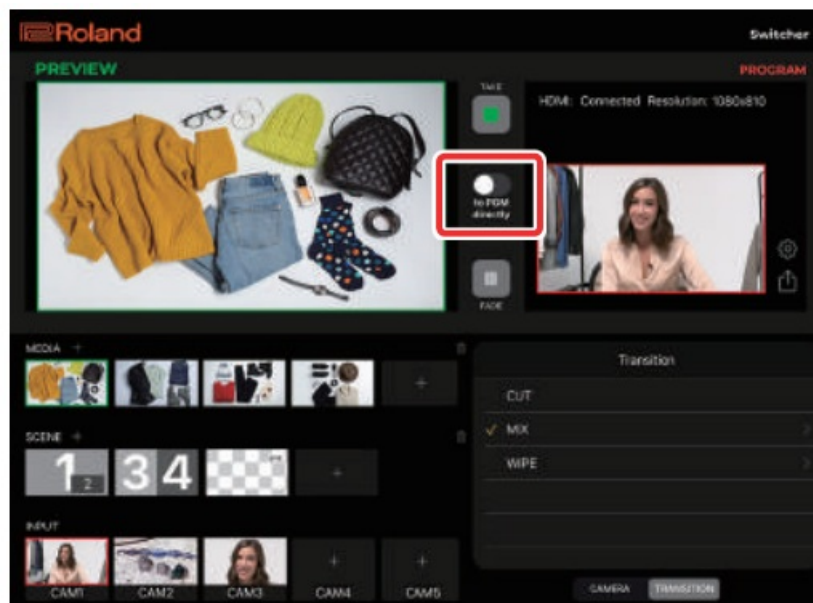 Roland
Switcher
PREVIEW
PROGRAM
TAKE
HDMI: Connected Resolution: 1080x810
to PGM
directly
FADE
MEDIA +
+
Transition
CUT
MIX
WIPE
SCENE +
1 2
3 4
+
INPUT
+
+
CAM1
CAM2
CAM3
CAM4
CAM5
CAMERA
TRANSITION